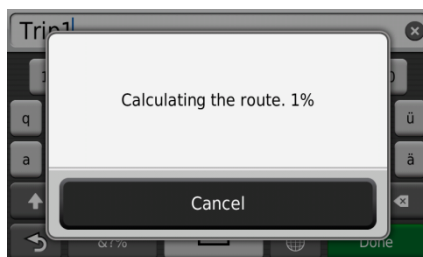 Trip1
Calculating the route. 1%
q
ü
a
ä
Cancel
&?%
Done